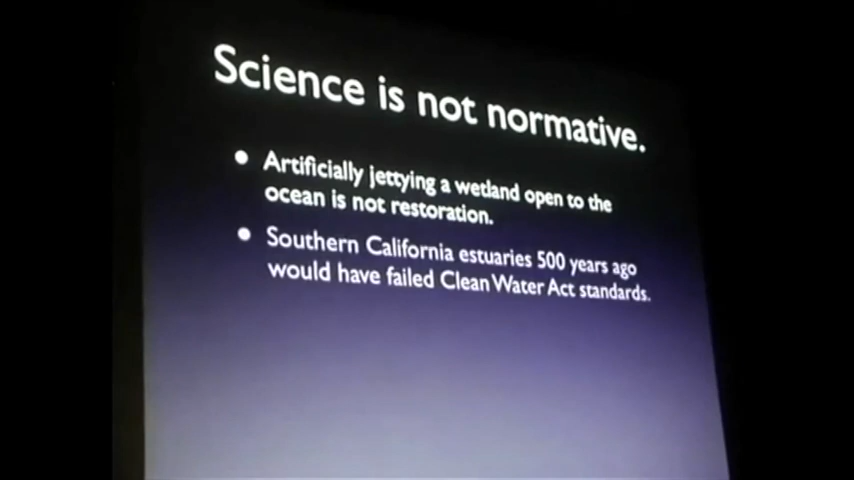 Science is not normative.
• Artificially jettying a wetland open to the
ocean is not restoration.
• Southern California estuaries 500 years ago
would have failed Clean Water Act standards.